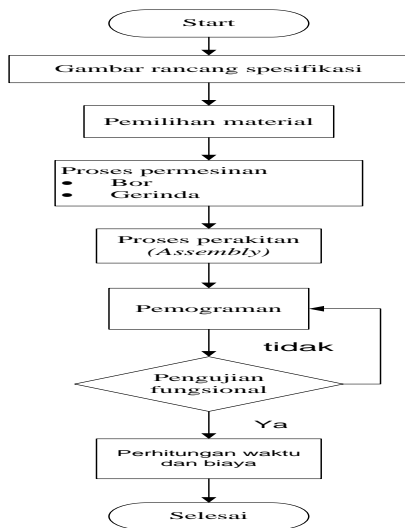 Start
Gambar rancang spesifikasi
Pemilihan material
Proses permesinan
• Bor
• Gerinda
Proses perakitan
(Assembly)
Pemograman
tidak
Pengujian
fungsional
Ya
Perhitungan waktu
dan biaya
Selesai